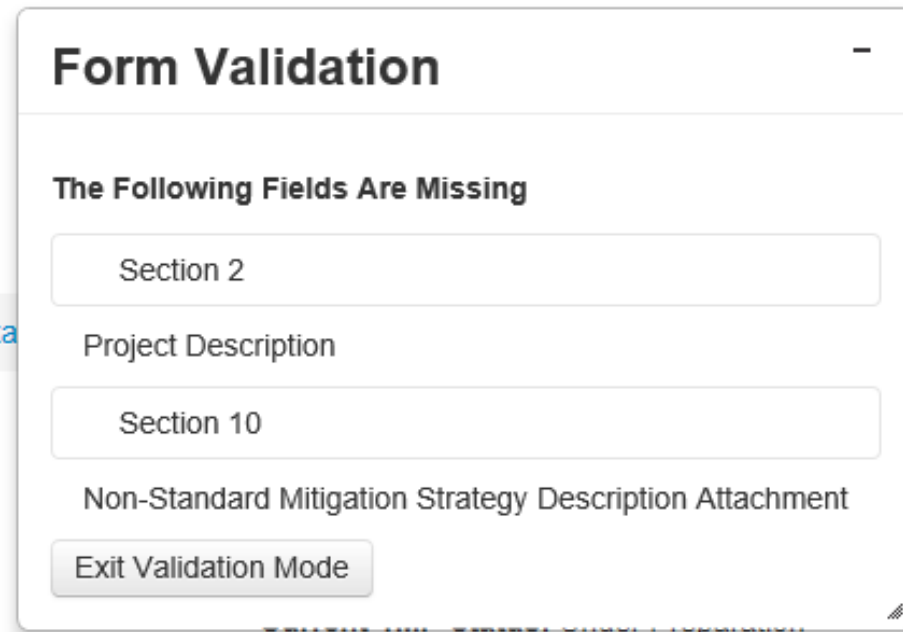 Form Validation
The Following Fields Are Missing
Section 2
ta
Project Description
Section 10
Non-Standard Mitigation Strategy Description Attachment
Exit Validation Mode